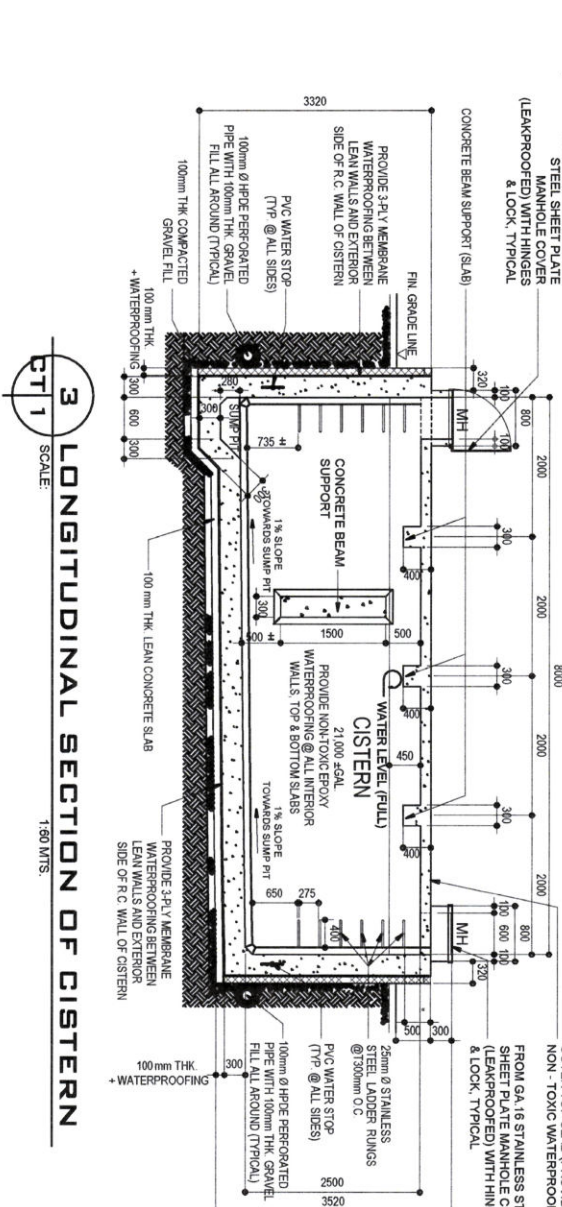 STEEL SHEET PLATE
MANHOLE COVER
(LEAKPROOFED) WITH HINGES
& LOCK, TYPICAL
CONCRETE BEAM SUPPORT (SLAB)
3320
PROVIDE 3-PLY MEMBRANE
WATERPROOFING BETWEEN
LEAN WALLS AND EXTERIOR
SIDE OF R.C. WALL OF CISTERN
PVC WATER STOP
(TYP. @ ALL SIDES)
100mm Ø HPDE PERFORATED
PIPE WITH 100mm THK. GRAVEL
FILL ALL AROUND (TYPICAL)
100mm THK COMPACTED
GRAVEL FILL
FIN. GRADE LINE
100 mm THK
+ WATERPROOFING
300
600
300
320
100
800
100
MH
2000
2000
2000
2000
8000
300
400
300
400
300
400
280
300
SUMP PIT
735 ±
1% SLOPE
TOWARDS SUMP PIT
CONCRETE BEAM
SUPPORT
300
500 ±
1500
500
WATER LEVEL (FULL)
CISTERN
450
21,000 ±GAL
PROVIDE NON-TOXIC EPOXY
WATERPROOFING @ ALL INTERIOR
WALLS, TOP & BOTTOM SLABS
1% SLOPE
TOWARDS SUMP PIT
650
275
400
MH
100
600
100
800
320
500
300
NON - TOXIC WATERPROOF
FROM GA.16 STAINLESS ST
SHEET PLATE MANHOLE C
(LEAKPROOFED) WITH HIN
& LOCK, TYPICAL
25mm Ø STAINLESS
STEEL LADDER RUNGS
@T300mm O.C.
PVC WATER STOP
(TYP. @ ALL SIDES)
100mm Ø HPDE PERFORATED
PIPE WITH 100mm THK. GRAVEL
FILL ALL AROUND (TYPICAL)
2500
3520
300
100 mm THK.
+ WATERPROOFING
100 mm THK. LEAN CONCRETE SLAB
PROVIDE 3-PLY MEMBRANE
WATERPROOFING BETWEEN
LEAN WALLS AND EXTERIOR
SIDE OF R.C. WALL OF CISTERN
3
CT 1
LONGITUDINAL SECTION OF CISTERN
SCALE:
1:60 MTS.